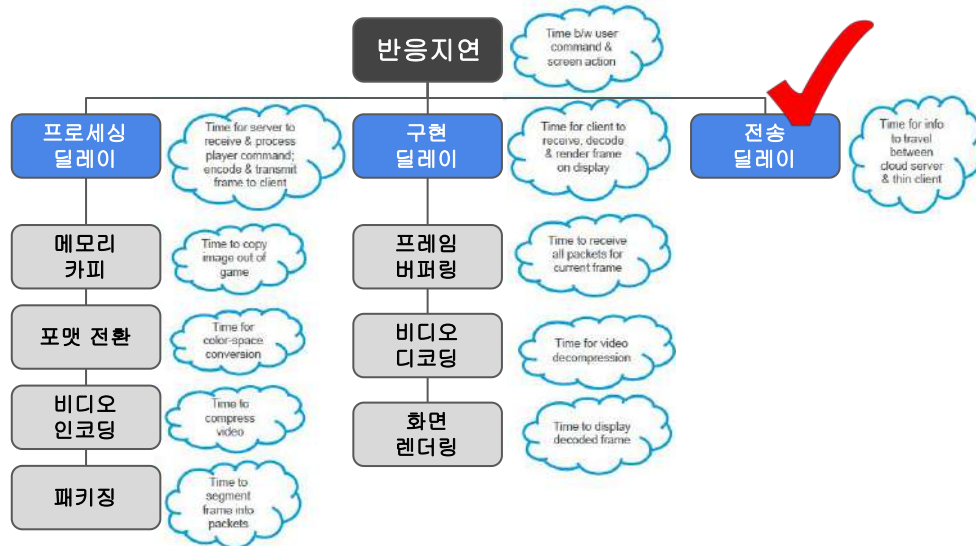 반응지연
Time b/w user
command &
screen action
프로세싱
딜레이
Time for server to
receive & process
player command;
encode & transmit
frame to client
구현
딜레이
Time for client to
receive, decode
& render frame
on display
전송
딜레이
Time for info
to travel
between
cloud server
& thin client
메모리
카피
Time to copy
image out of
game
프레임
버퍼링
Time to receive
all packets for
current frame
포맷 전환
Time for
color-space
conversion
비디오
디코딩
Time for video
decompression
비디오
인코딩
Time to
compress
video
화면
렌더링
Time to display
decoded frame
패키징
Time to
segment
frame into
packets